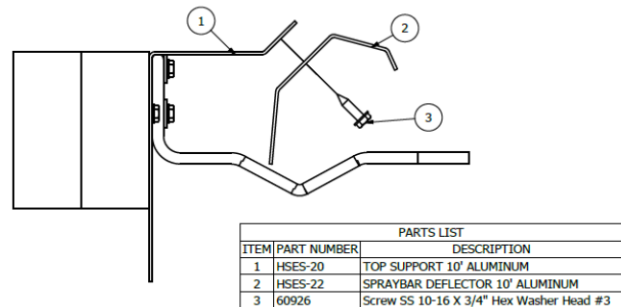 1
2
3
PARTS LIST
ITEM PART NUMBER DESCRIPTION
1 HSES-20 TOP SUPPORT 10' ALUMINUM
2 HSES-22 SPRAYBAR DEFLECTOR 10' ALUMINUM
3 60926 Screw SS 10-16 X 3/4" Hex Washer Head #3